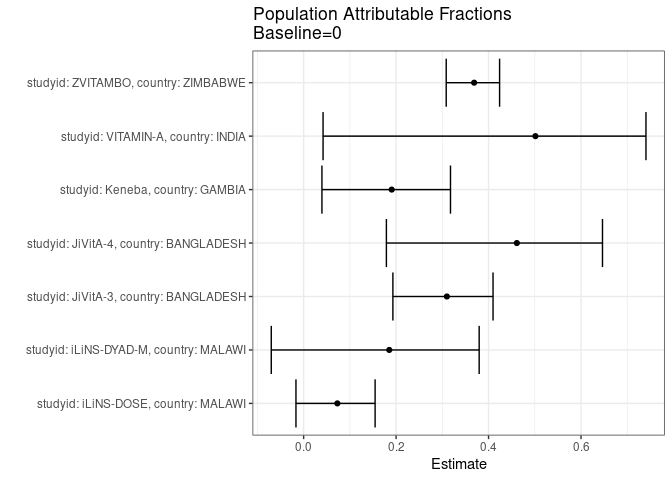 Population Attributable Fractions
Baseline=0
studyid: ZVITAMBO, country: ZIMBABWE
studyid: VITAMIN-A, country: INDIA
studyid: Keneba, country: GAMBIA
studyid: JiVitA-4, country: BANGLADESH
studyid: JiVitA-3, country: BANGLADESH
studyid: iLiNS-DYAD-M, country: MALAWI
studyid: iLiNS-DOSE, country: MALAWI
0.0 0.2 0.4 0.6
Estimate